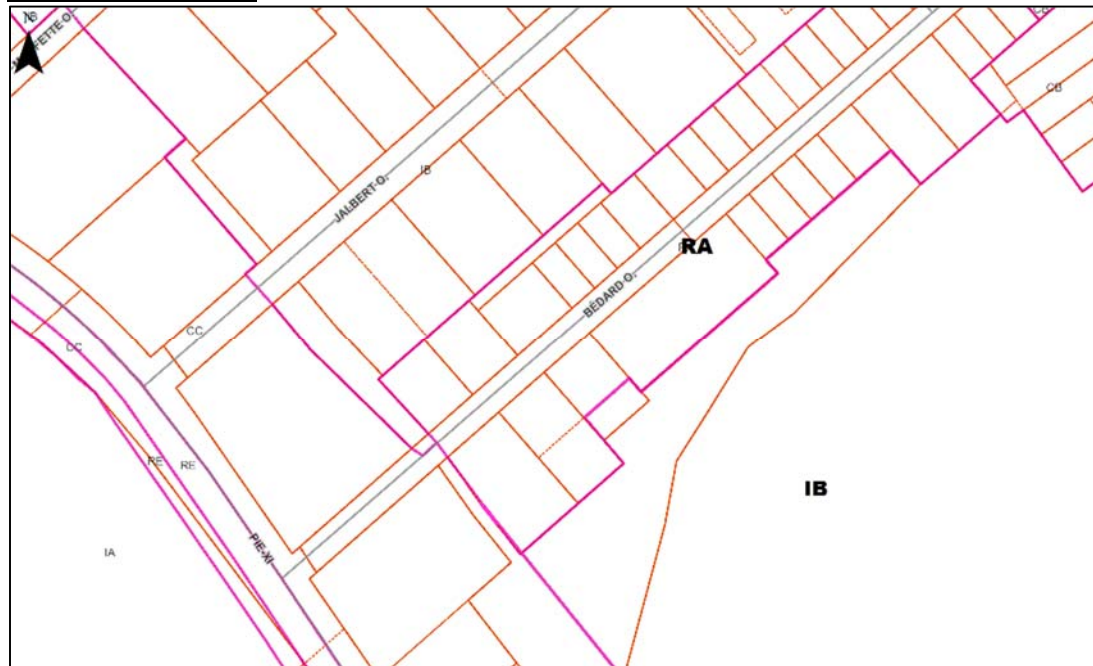 N
CB
IB
JALBERT O.
RA
BÉDARD O.
CC
CC
RE
RE
IB
PIE-XI
IA